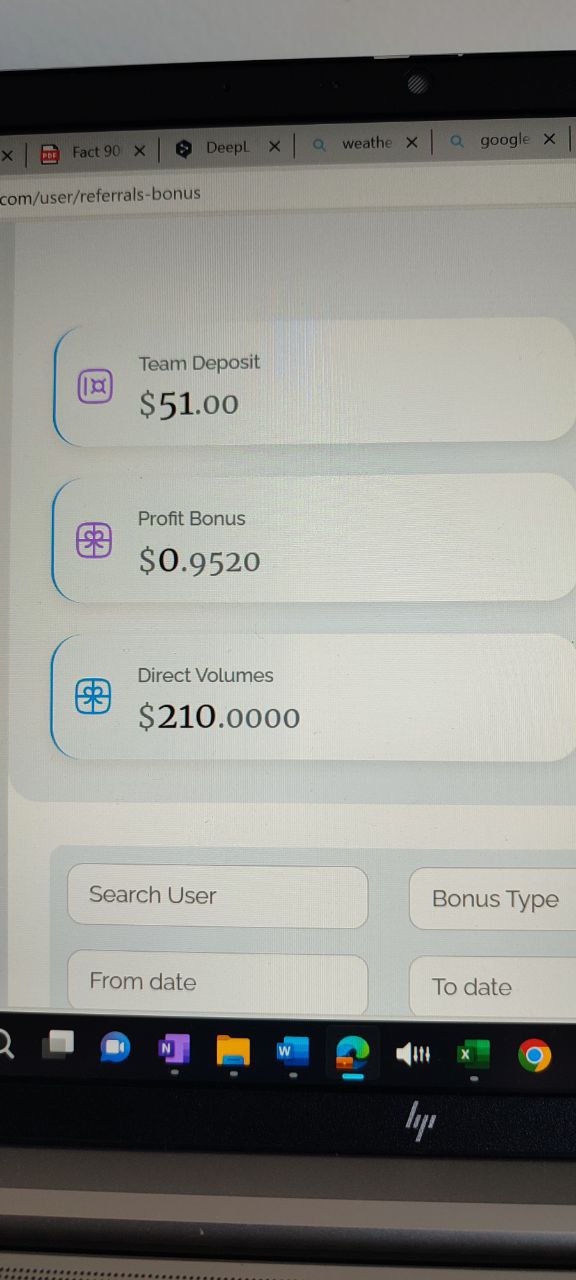 Fact 90
DeepL
weathe
google
com/user/referrals-bonus
Team Deposit
$51.00
Profit Bonus
$0.9520
Direct Volumes
$210.0000
Search User
Bonus Type
From date
To date
hp